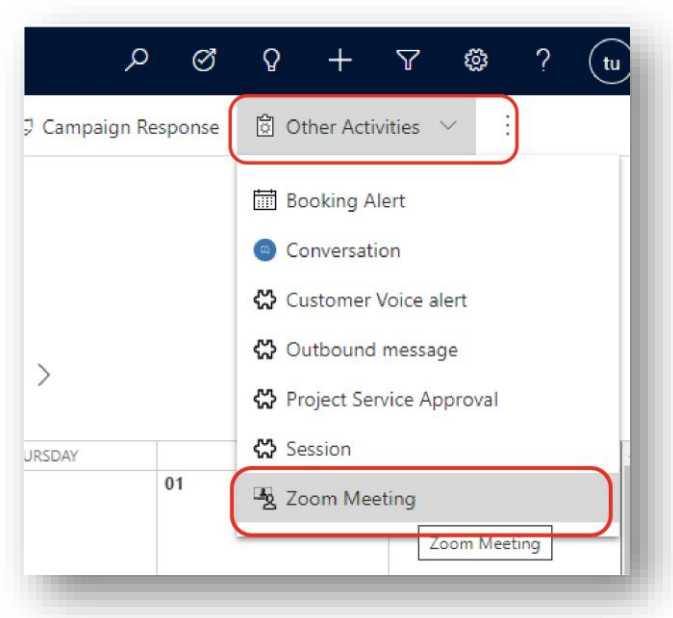 tu
Campaign Response
Other Activities
Booking Alert
Conversation
Customer Voice alert
Outbound message
Project Service Approval
Session
URSDAY
01
Zoom Meeting
Zoom Meeting